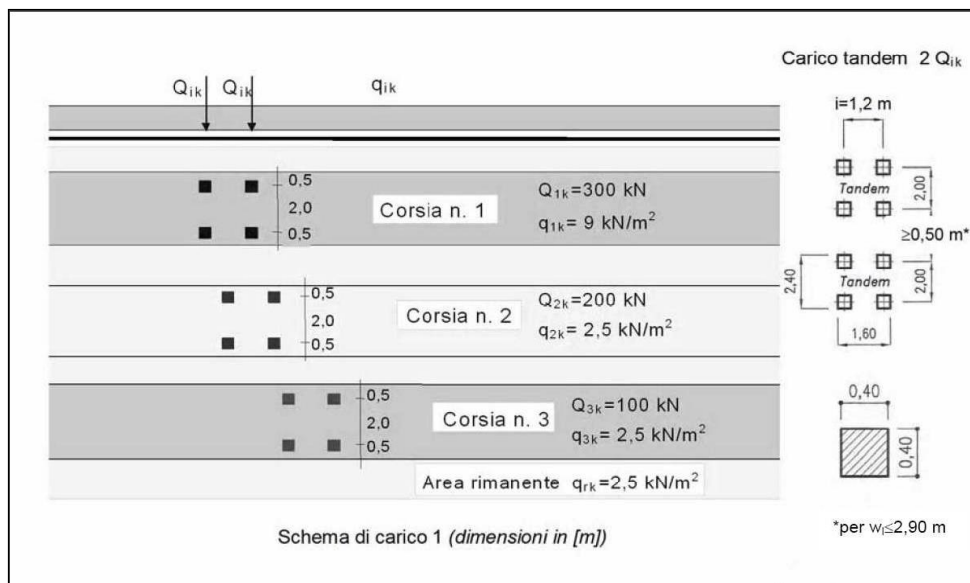 Carico tandem 2 Qik
Qik Qik qik
i=1,2 m
0,5
2,0
0,5
Corsia n. 1
Q1k=300 kN
q1k= 9 kN/m²
Tandem
2,00
≥0,50 m*
0,5
2,0
0,5
Corsia n. 2
Q2k=200 kN
q2k= 2,5 kN/m²
2,40
Tandem
2,00
1,60
0,5
2,0
0,5
Corsia n. 3
Q3k=100 kN
q3k= 2,5 kN/m²
0,40
0,40
Area rimanente qrk=2,5 kN/m²
Schema di carico 1 (dimensioni in [m])
*per wl≤2,90 m